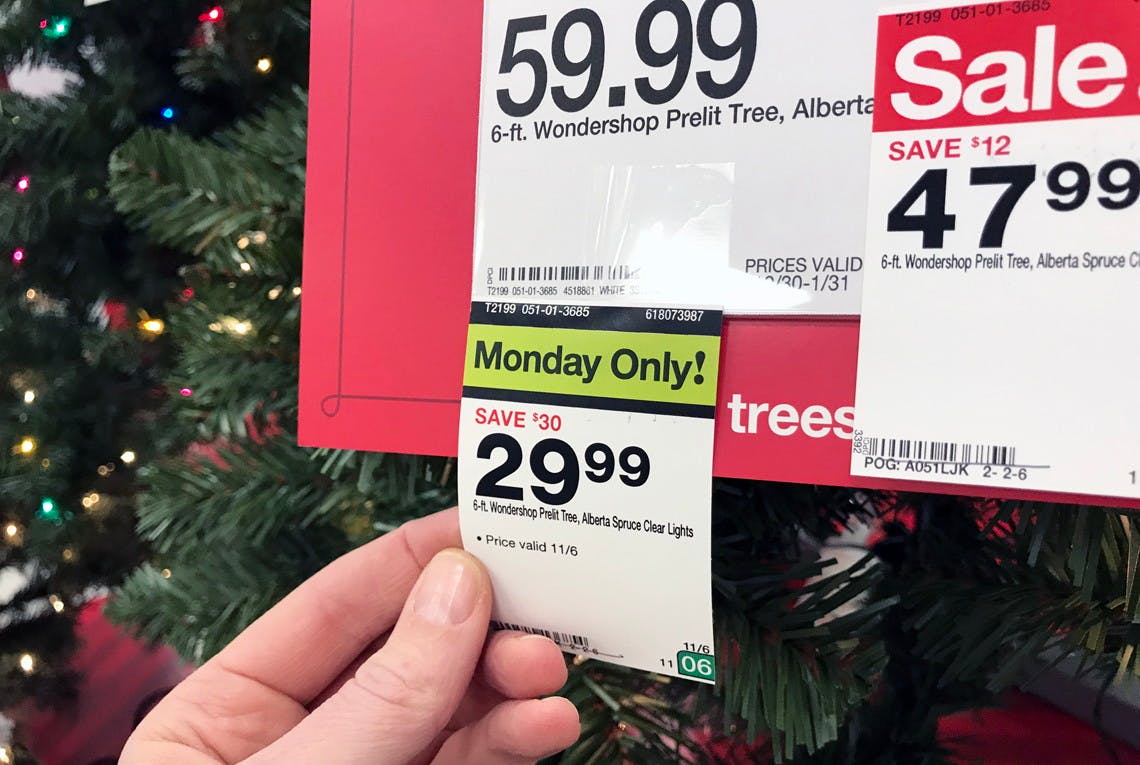 59.99
6-ft. Wondershop Prelit Tree, Alberta
PRICES VALID
/30-1/31
T2199 051-01-3685 4518861 WHITE
T2199 051-01-3685 618073987
Monday Only!
SAVE $30
29 99
6-ft. Wondershop Prelit Tree, Alberta Spruce Clear Lights
• Price valid 11/6
11/6
11 06
trees
T2199 051-01-3685
Sale
SAVE $12
47 99
6-ft. Wondershop Prelit Tree, Alberta Spruce
3392
POG: A051LJK 2- 2-6